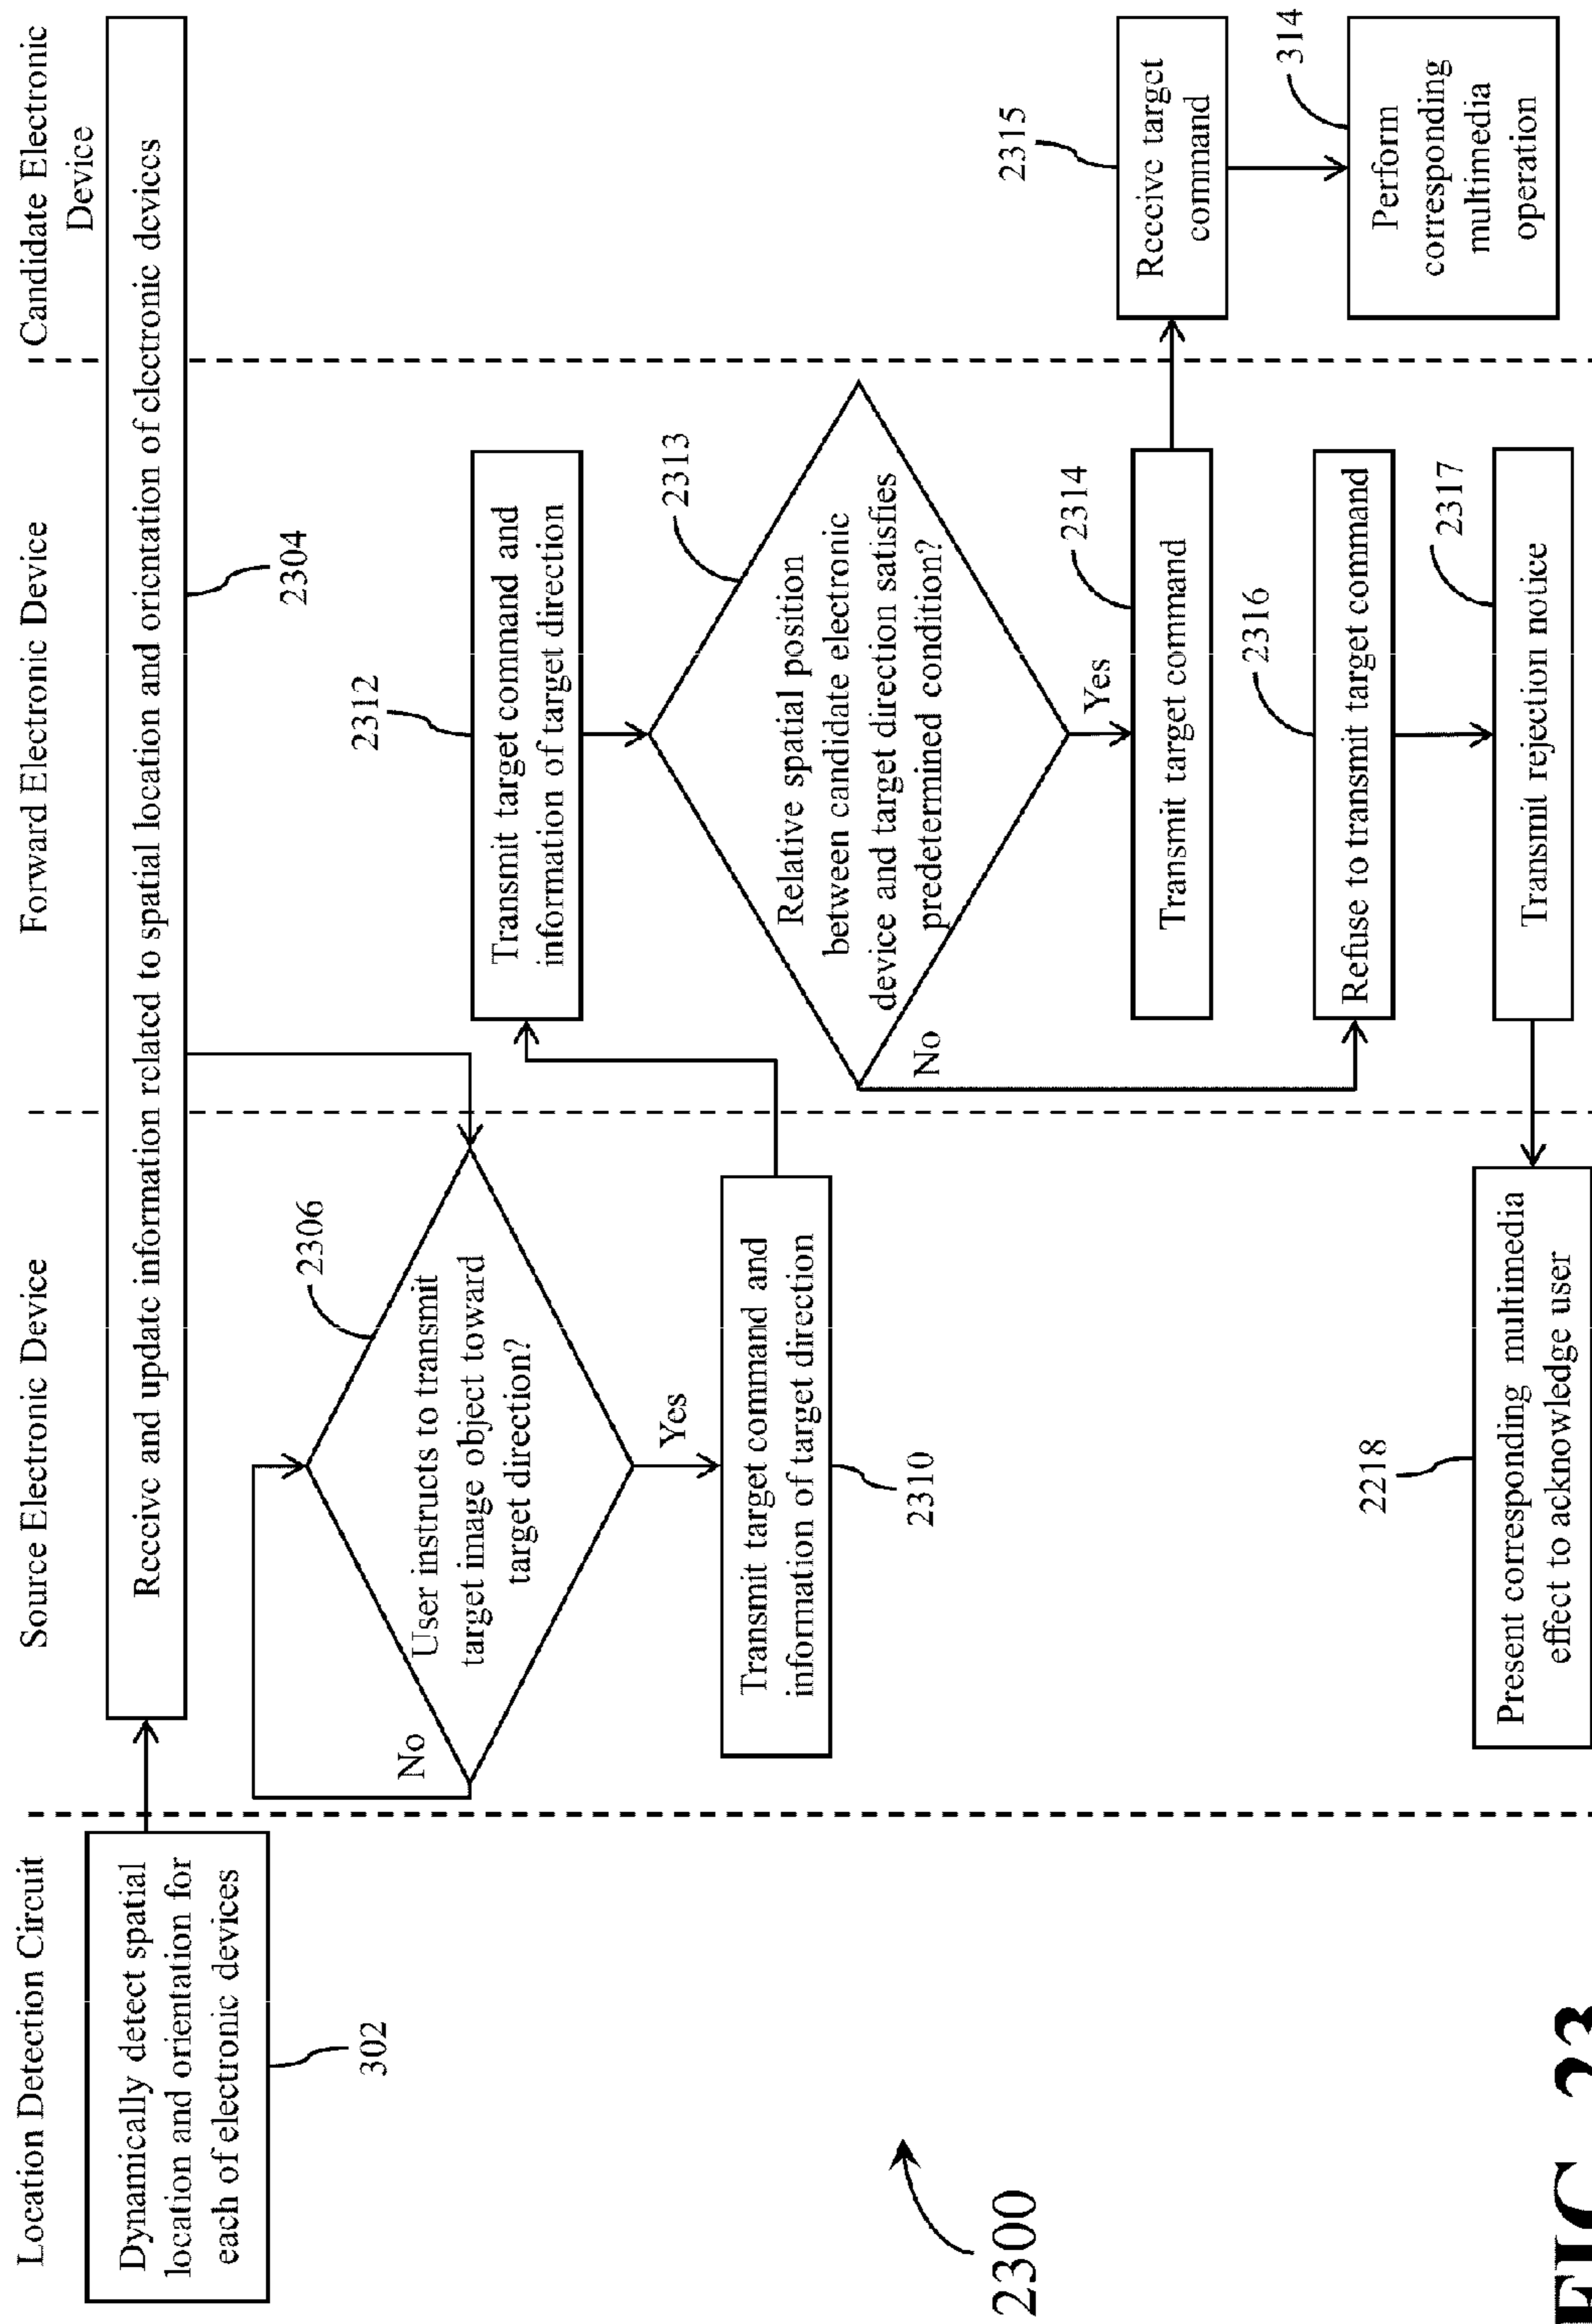 Location Detection Circuit
Source Electronic Device
Forward Electronic Device
Candidate Electronic
Device
Dynamically detect spatial
location and orientation for
each of electronic devices
302
Receive and update information related to spatial location and orientation of electronic devices
2304
2306
User instructs to transmit
target image object toward
target direction?
No
Yes
Transmit target command and
information of target direction
2310
2312
Transmit target command and
information of target direction
2313
Relative spatial position
between candidate electronic
device and target direction satisfies
predetermined condition?
No
Yes
2314
Transmit target command
2315
Receive target
command
314
Perform
corresponding
multimedia
operation
2316
Refuse to transmit target command
2317
Transmit rejection notice
2218
Present corresponding multimedia
effect to acknowledge user
2300
FIG. 23